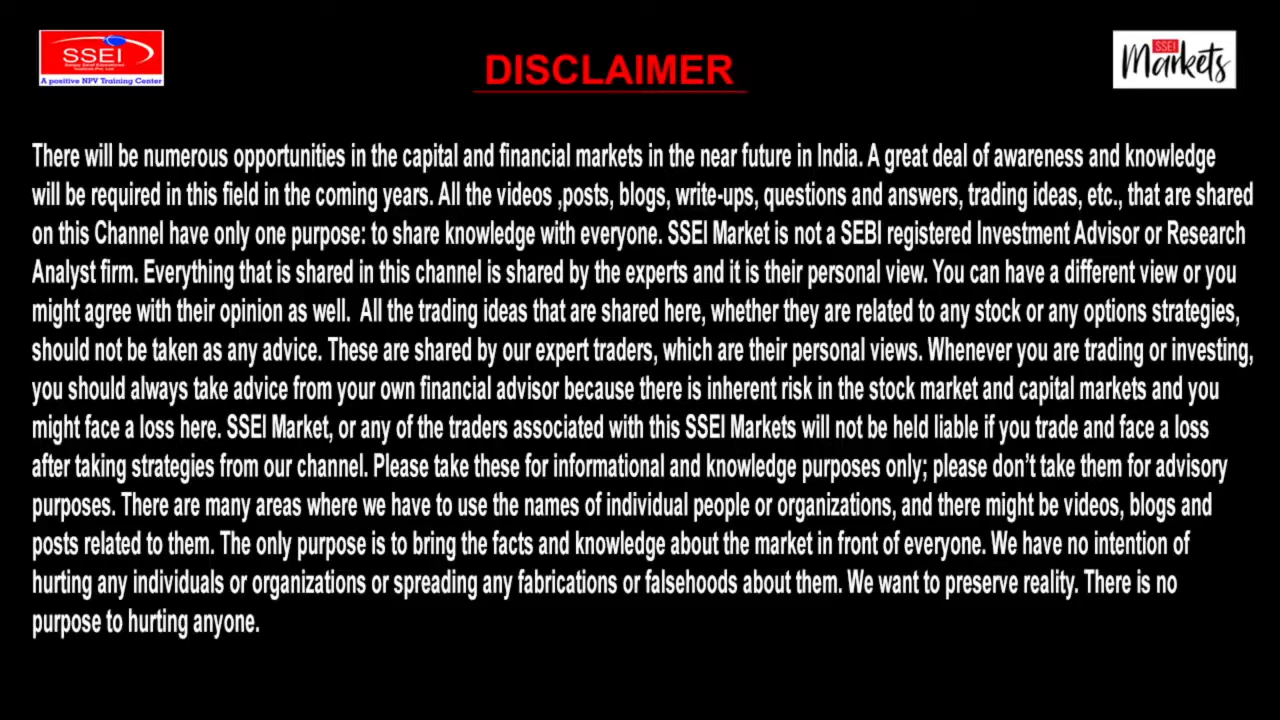 SSEI
A positive NPV Training Center
DISCLAIMER
SSEI
Markets
There will be numerous opportunities in the capital and financial markets in the near future in India. A great deal of awareness and knowledge
will be required in this field in the coming years. All the videos ,posts, blogs, write-ups, questions and answers, trading ideas, etc., that are shared
on this Channel have only one purpose: to share knowledge with everyone. SSEI Market is not a SEBI registered Investment Advisor or Research
Analyst firm. Everything that is shared in this channel is shared by the experts and it is their personal view. You can have a different view or you
might agree with their opinion as well.  All the trading ideas that are shared here, whether they are related to any stock or any options strategies,
should not be taken as any advice. These are shared by our expert traders, which are their personal views. Whenever you are trading or investing,
you should always take advice from your own financial advisor because there is inherent risk in the stock market and capital markets and you
might face a loss here. SSEI Market, or any of the traders associated with this SSEI Markets will not be held liable if you trade and face a loss
after taking strategies from our channel. Please take these for informational and knowledge purposes only; please don’t take them for advisory
purposes. There are many areas where we have to use the names of individual people or organizations, and there might be videos, blogs and
posts related to them. The only purpose is to bring the facts and knowledge about the market in front of everyone. We have no intention of
hurting any individuals or organizations or spreading any fabrications or falsehoods about them. We want to preserve reality. There is no
purpose to hurting anyone.